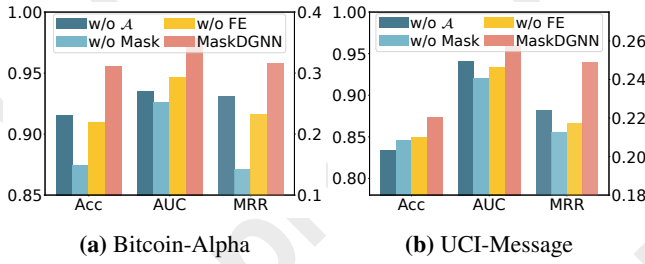 1.00
0.95
0.90
0.85
w/o 𝒜
w/o FE
w/o Mask
MaskDGNN
0.4
0.3
0.2
0.1
Acc
AUC
MRR
(a) Bitcoin-Alpha
1.00
0.95
0.90
0.85
0.80
w/o 𝒜
w/o FE
w/o Mask
MaskDGNN
0.26
0.24
0.22
0.20
0.18
Acc
AUC
MRR
(b) UCI-Message